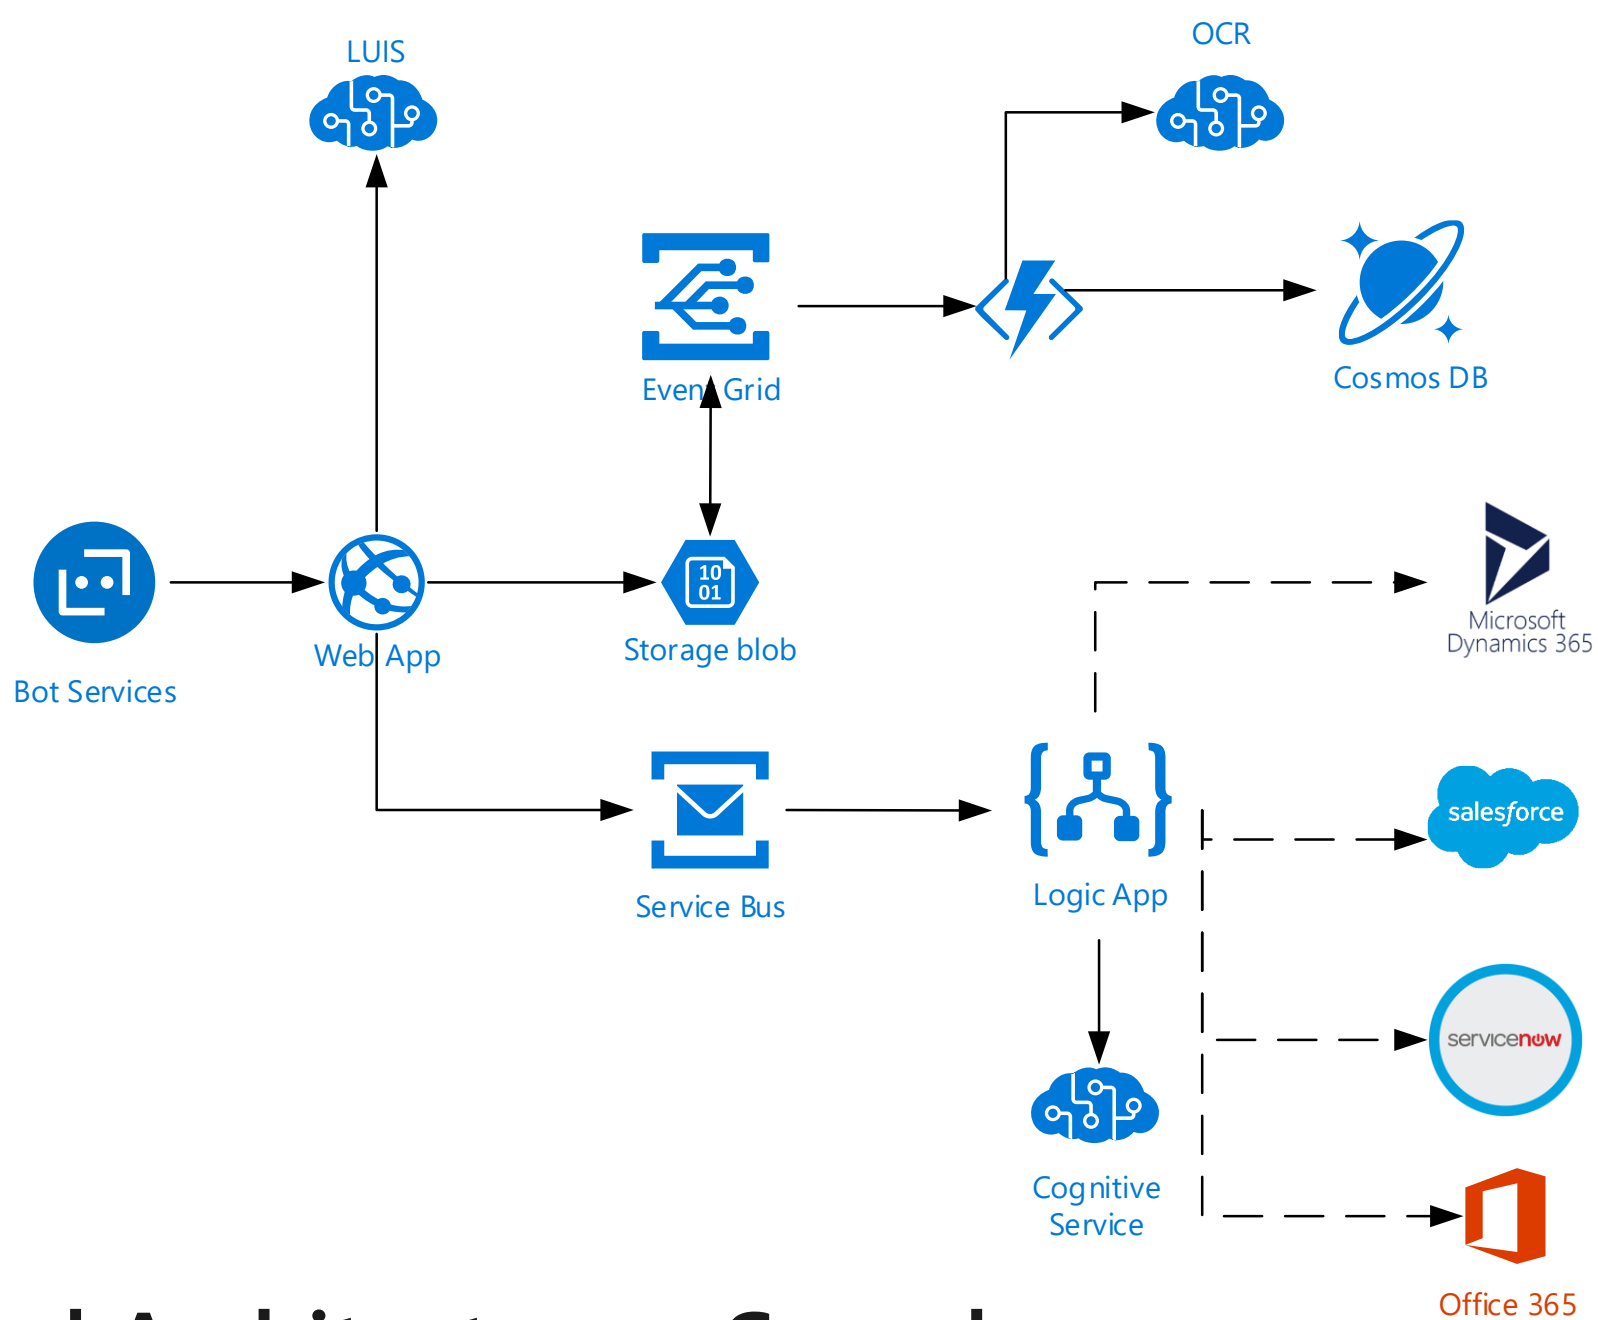 LUIS
OCR
Event Grid
Cosmos DB
10
01
Storage blob
Web App
Bot Services
Microsoft
Dynamics 365
salesforce
Service Bus
Logic App
servicenow
Cognitive
Service
Office 365